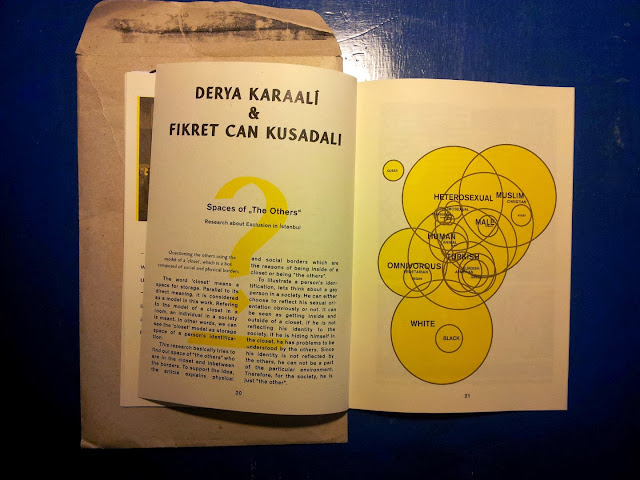 DERYA KARAALİ
&
FIKRET CAN KUSADALI
Spaces of „The Others“
Research about Exclusion in Istanbul
?
Questioning the others using the
model of a 'closet', which is a box
composed of social and physical borders
The word 'closet' means a
space for storage. Parallel to its
direct meaning, it is considered
as a model in this work. Refering
to the model of a closet in a
room, an individual in a society
is meant. In other words, we can
see the 'closet' model as storage
space of a person's identifica-
tion.
This research basically tries to
find our space of "the others" who
are in the closet and inbetween
the borders. To support the idea,
the article explains physical
and social borders which are
the reasons of being inside of a
closet or being "the others".
To illustrate a person's iden-
tification, lets think about a gay
person in a society. He can either
choose to reflect his sexual ori-
entation obviously or not. It can
be seen as getting inside and
outside of a closet. If he is not
reflecting his identity to the
society, if he is hiding himself in
the closet, he has problems to be
understood by the others. Since
his identity is not reflected by
the others, he can not be a part
of the particular environment.
Therefore, for the society, he is
just "the other".
30
HETEROSEXUAL
MUSLIM
CHRISTIAN
MALE
HUMAN
ANIMAL
TURKISH
OMNIVOROUS
VEGETARIAN
WHITE
BLACK
31